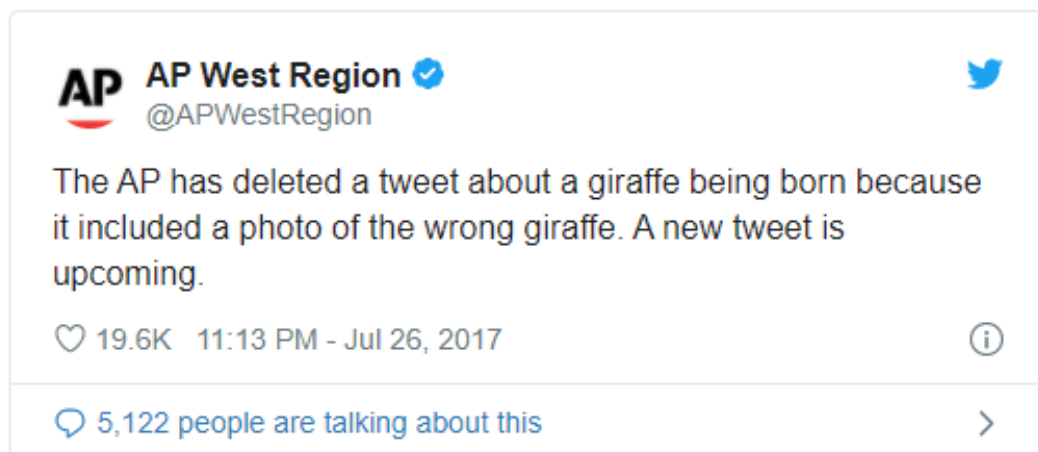 AP
AP West Region
@APWestRegion
The AP has deleted a tweet about a giraffe being born because
it included a photo of the wrong giraffe. A new tweet is
upcoming.
19.6K 11:13 PM - Jul 26, 2017
5,122 people are talking about this